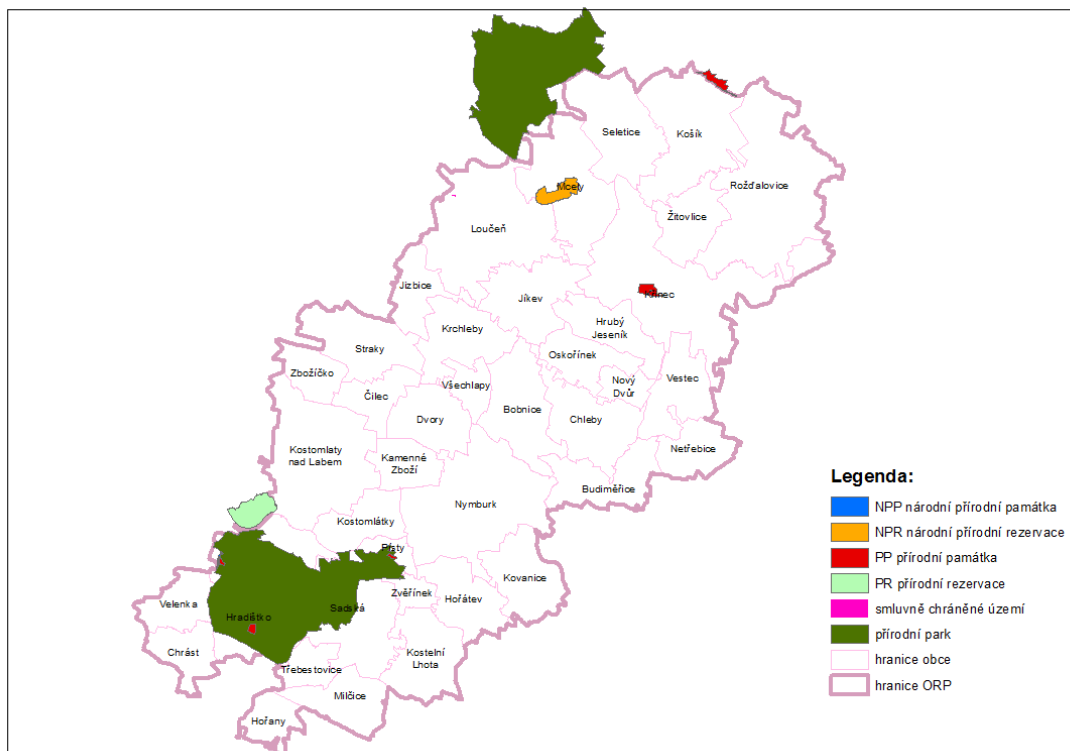 Seletice
Košík
Rožďalovice
Mcely
Žitovlice
Loučeň
Jizbice
Jíkev
Křinec
Hrubý
Jeseník
Krchleby
Straky
Oskořínek
Zbožíčko
Všechlapy
Nový
Dvůr
Vestec
Čilec
Bobnice
Dvory
Chleby
Kostomlaty
nad Labem
Kamenné
Zboží
Netřebice
Budiměřice
Nymburk
Kostomlátky
Písty
Kovanice
Zvěřínek
Hořátev
Velenka
Hradištko
Sadská
Chrást
Kostelní
Lhota
Třebestovice
Milčice
Hořany
Legenda:
NPP národní přírodní památka
NPR národní přírodní rezervace
PP přírodní památka
PR přírodní rezervace
smluvně chráněné území
přírodní park
hranice obce
hranice ORP